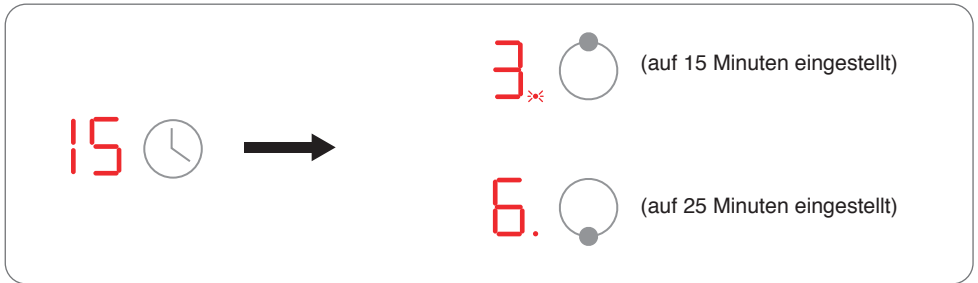 3. (auf 15 Minuten eingestellt)
15
6. (auf 25 Minuten eingestellt)